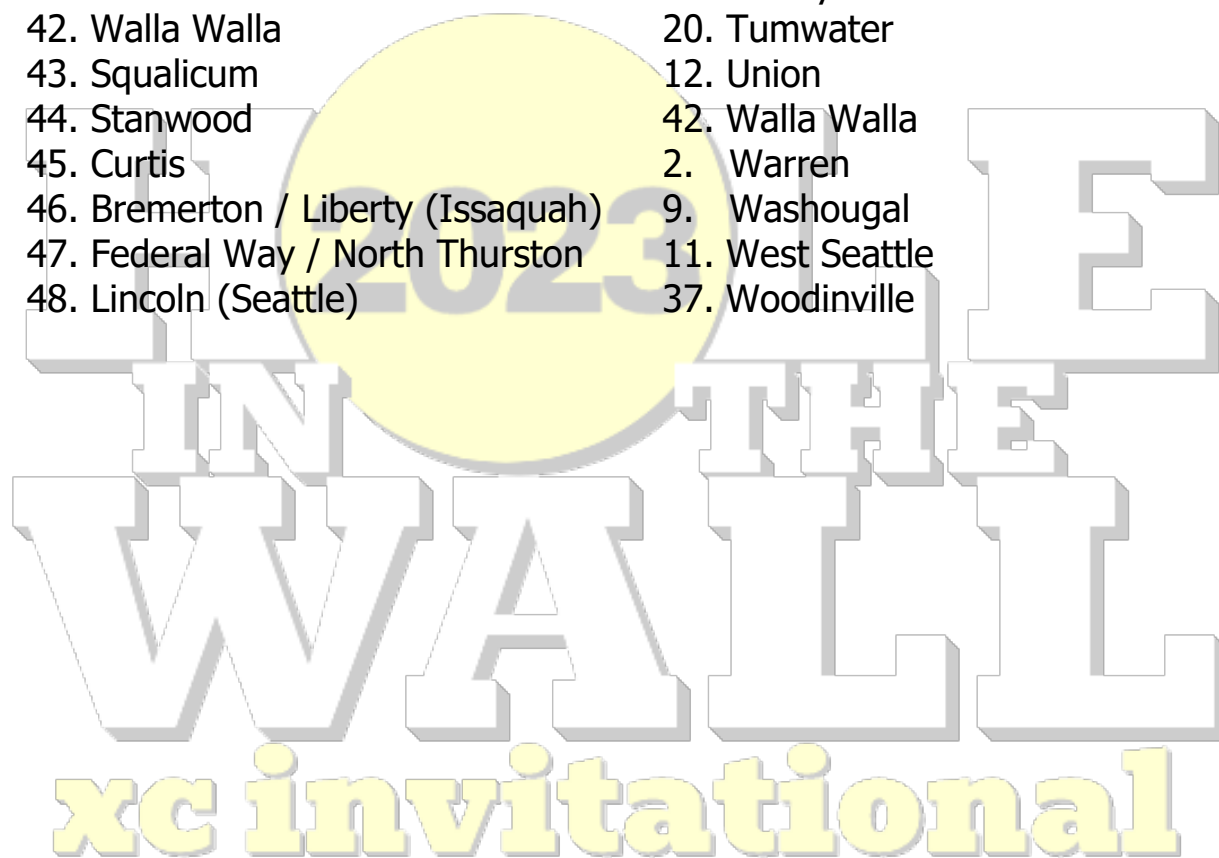 42. Walla Walla
43. Squalicum
44. Stanwood
45. Curtis
46. Bremerton / Liberty (Issaquah)
47. Federal Way / North Thurston
48. Lincoln (Seattle)
20. Tumwater
12. Union
42. Walla Walla
2. Warren
9. Washougal
11. West Seattle
37. Woodinville
2023
HOLE
IN THE
WALL
xc invitational